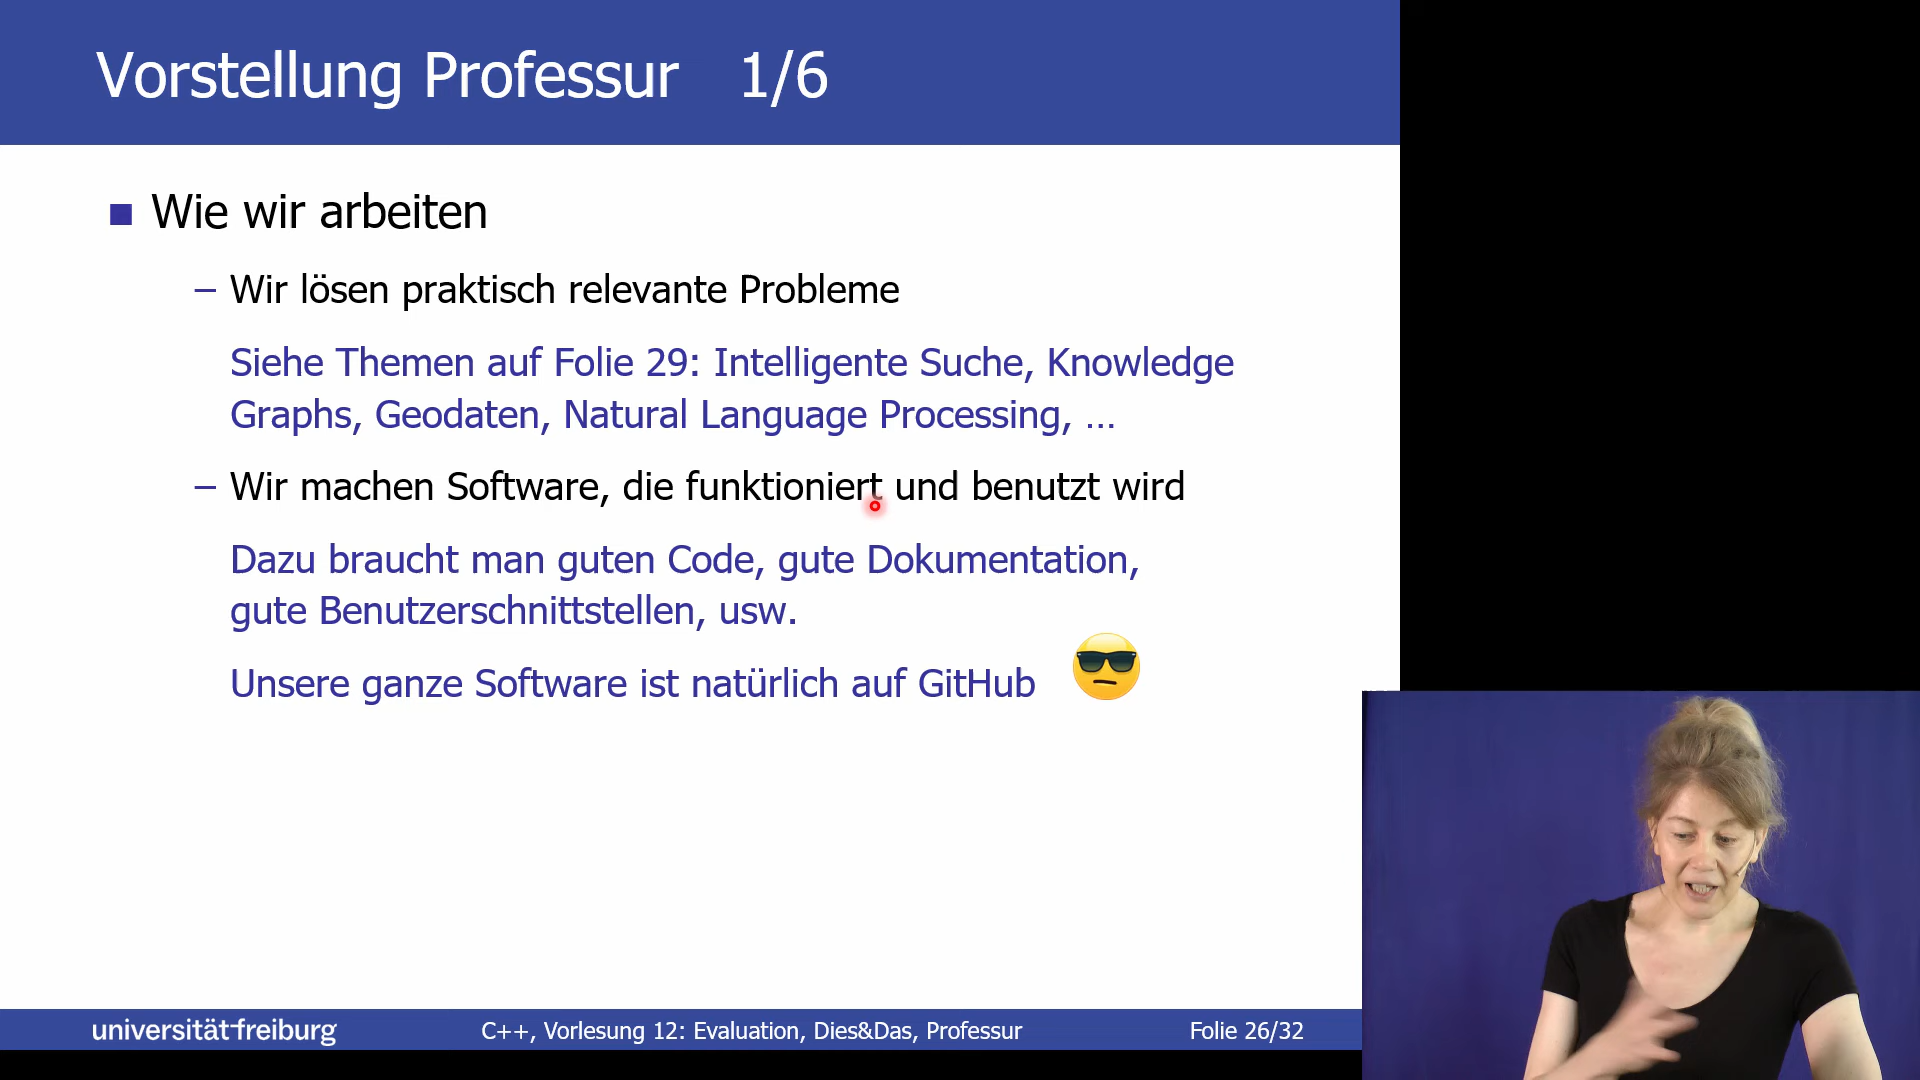 Vorstellung Professur 1/6
Wie wir arbeiten
– Wir lösen praktisch relevante Probleme
Siehe Themen auf Folie 29: Intelligente Suche, Knowledge
Graphs, Geodaten, Natural Language Processing, …
– Wir machen Software, die funktioniert und benutzt wird
Dazu braucht man guten Code, gute Dokumentation,
gute Benutzerschnittstellen, usw.
Unsere ganze Software ist natürlich auf GitHub
universität freiburg
C++, Vorlesung 12: Evaluation, Dies&Das, Professur
Folie 26/32